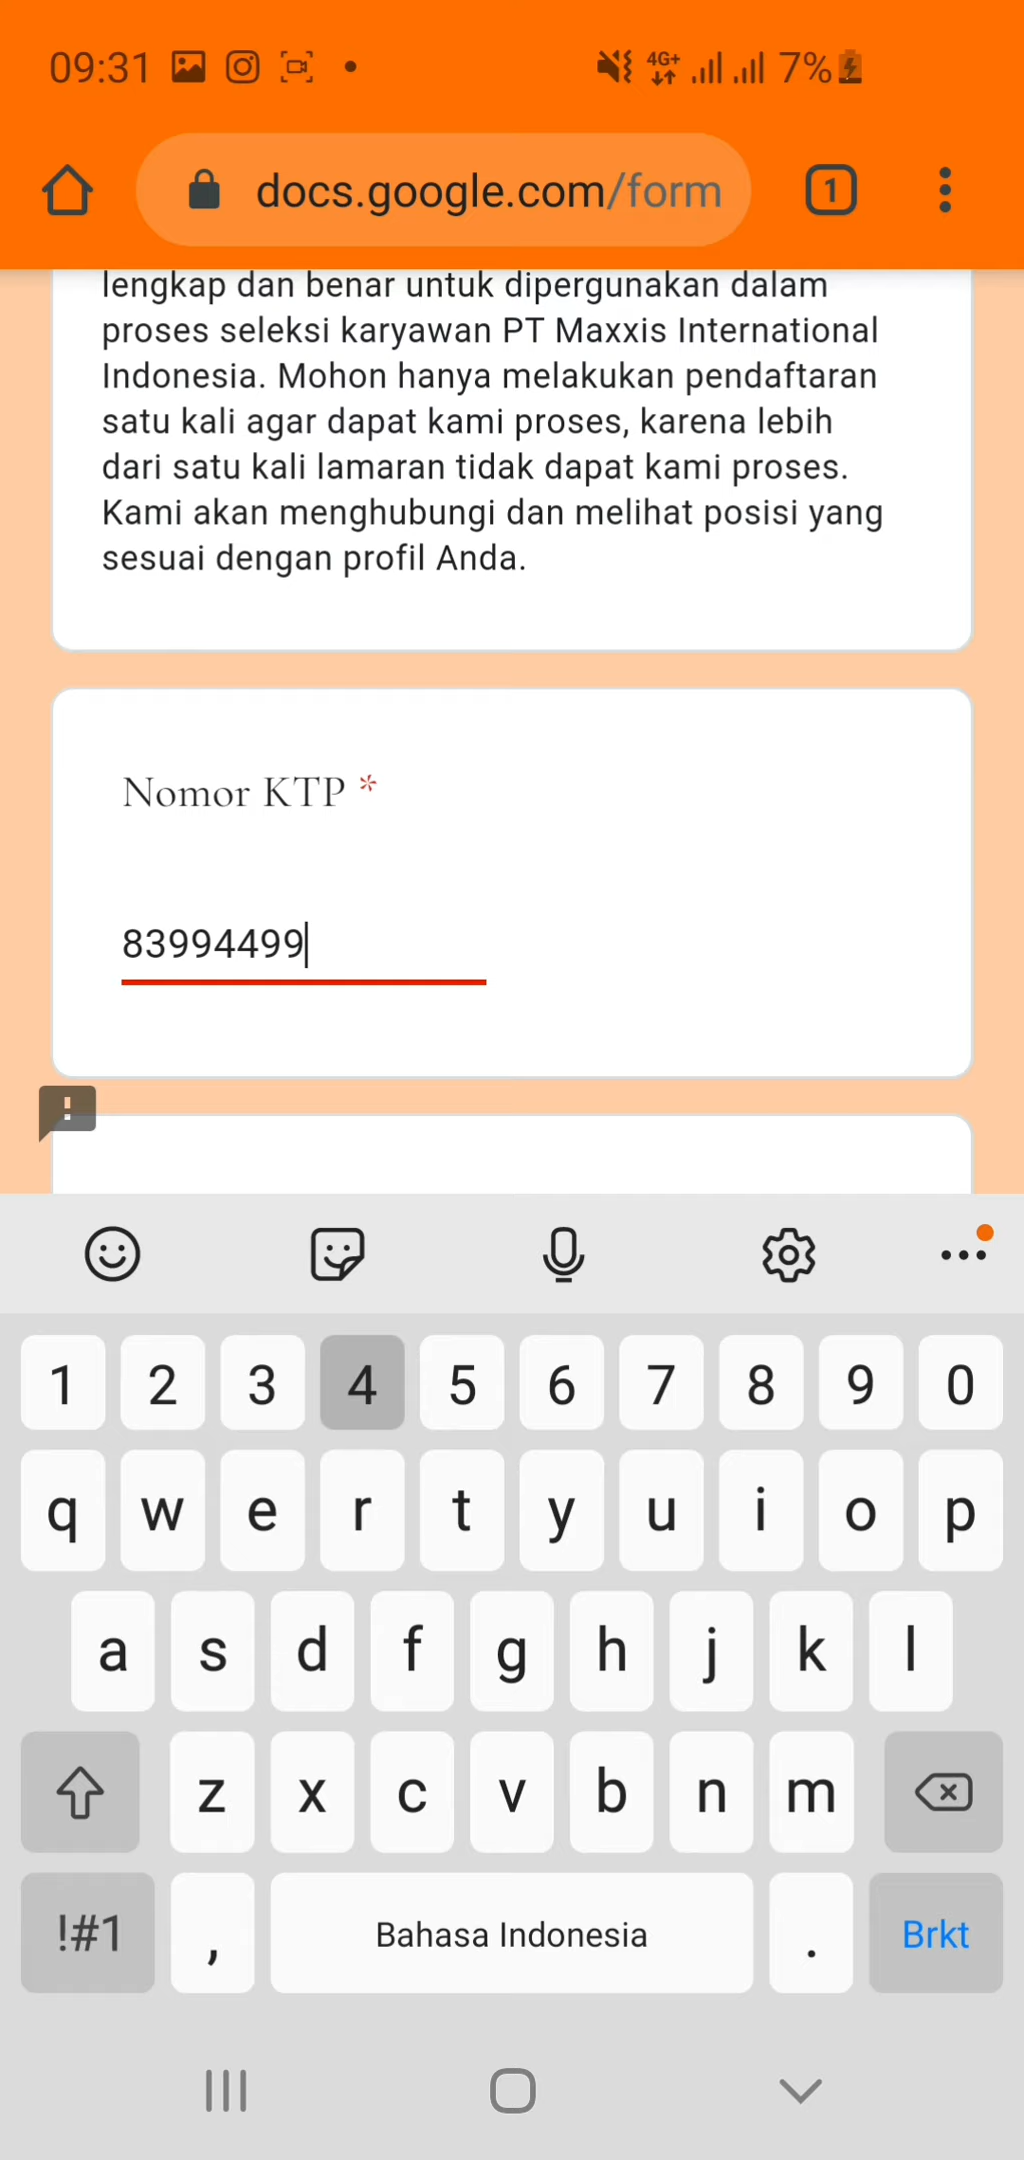 09:31
4G+
7%
docs.google.com/form
1
lengkap dan benar untuk dipergunakan dalam
proses seleksi karyawan PT Maxxis International
Indonesia. Mohon hanya melakukan pendaftaran
satu kali agar dapat kami proses, karena lebih
dari satu kali lamaran tidak dapat kami proses.
Kami akan menghubungi dan melihat posisi yang
sesuai dengan profil Anda.
Nomor KTP *
83994499
!
1 2 3 4 5 6 7 8 9 0
q w e r t y u i o p
a s d f g h j k l
z x c v b n m
!#1 , Bahasa Indonesia . Brkt